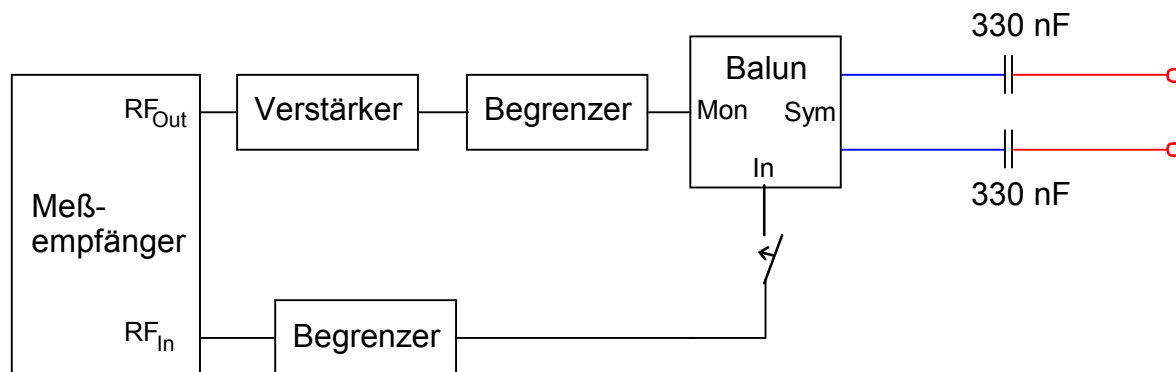 330 nF
Balun
RF_Out
Verstärker
Begrenzer
Mon
Sym
In
330 nF
Meß-
empfänger
RF_In
Begrenzer